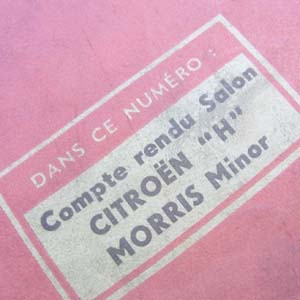 DANS CE NUMÉRO :
Compte rendu Salon
CITROËN "H"
MORRIS Minor